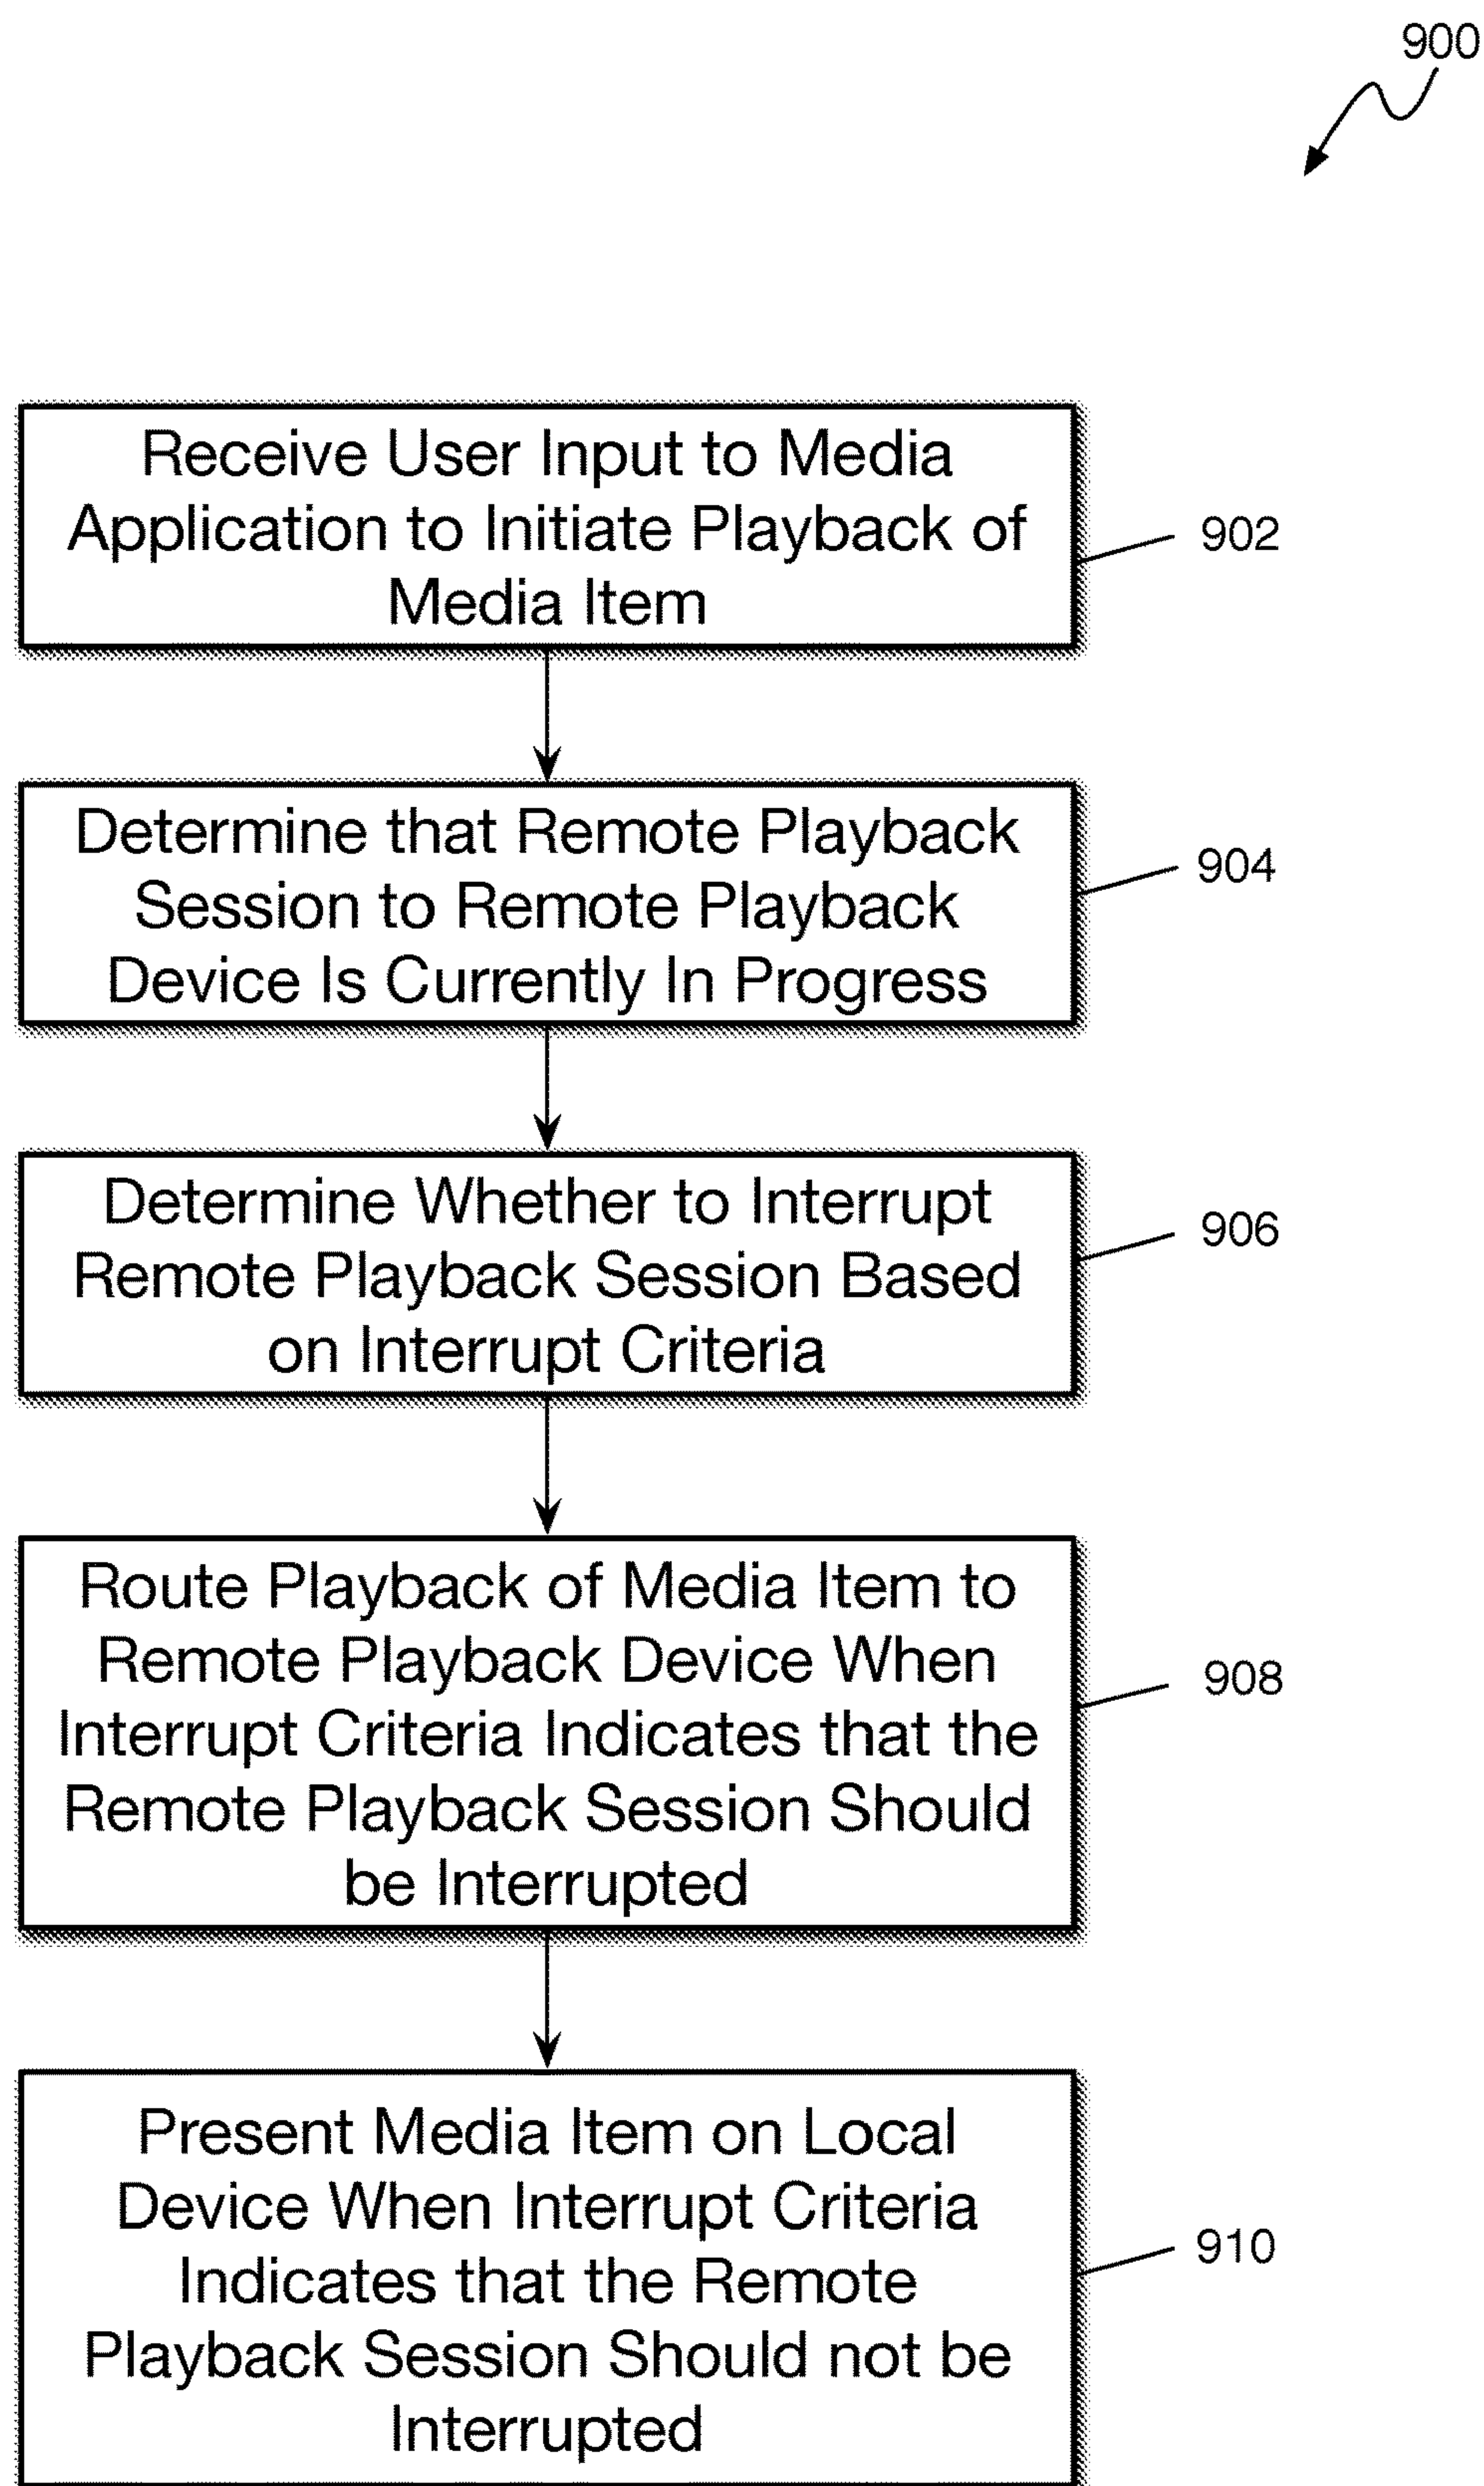 900
Receive User Input to Media
Application to Initiate Playback of
Media Item
902
Determine that Remote Playback
Session to Remote Playback
Device Is Currently In Progress
904
Determine Whether to Interrupt
Remote Playback Session Based
on Interrupt Criteria
906
Route Playback of Media Item to
Remote Playback Device When
Interrupt Criteria Indicates that the
Remote Playback Session Should
be Interrupted
908
Present Media Item on Local
Device When Interrupt Criteria
Indicates that the Remote
Playback Session Should not be
Interrupted
910